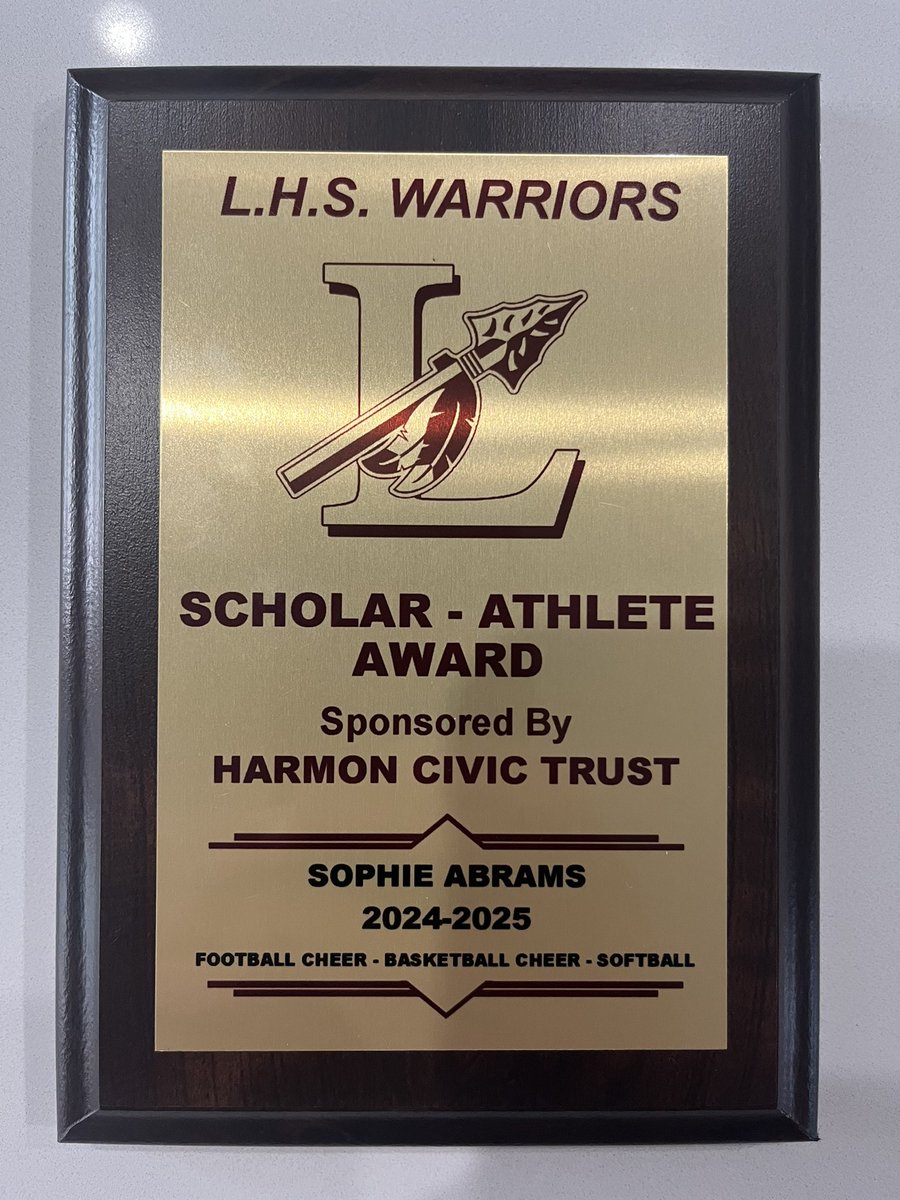 L.H.S. WARRIORS
L
SCHOLAR - ATHLETE
AWARD
Sponsored By
HARMON CIVIC TRUST
SOPHIE ABRAMS
2024-2025
FOOTBALL CHEER - BASKETBALL CHEER - SOFTBALL